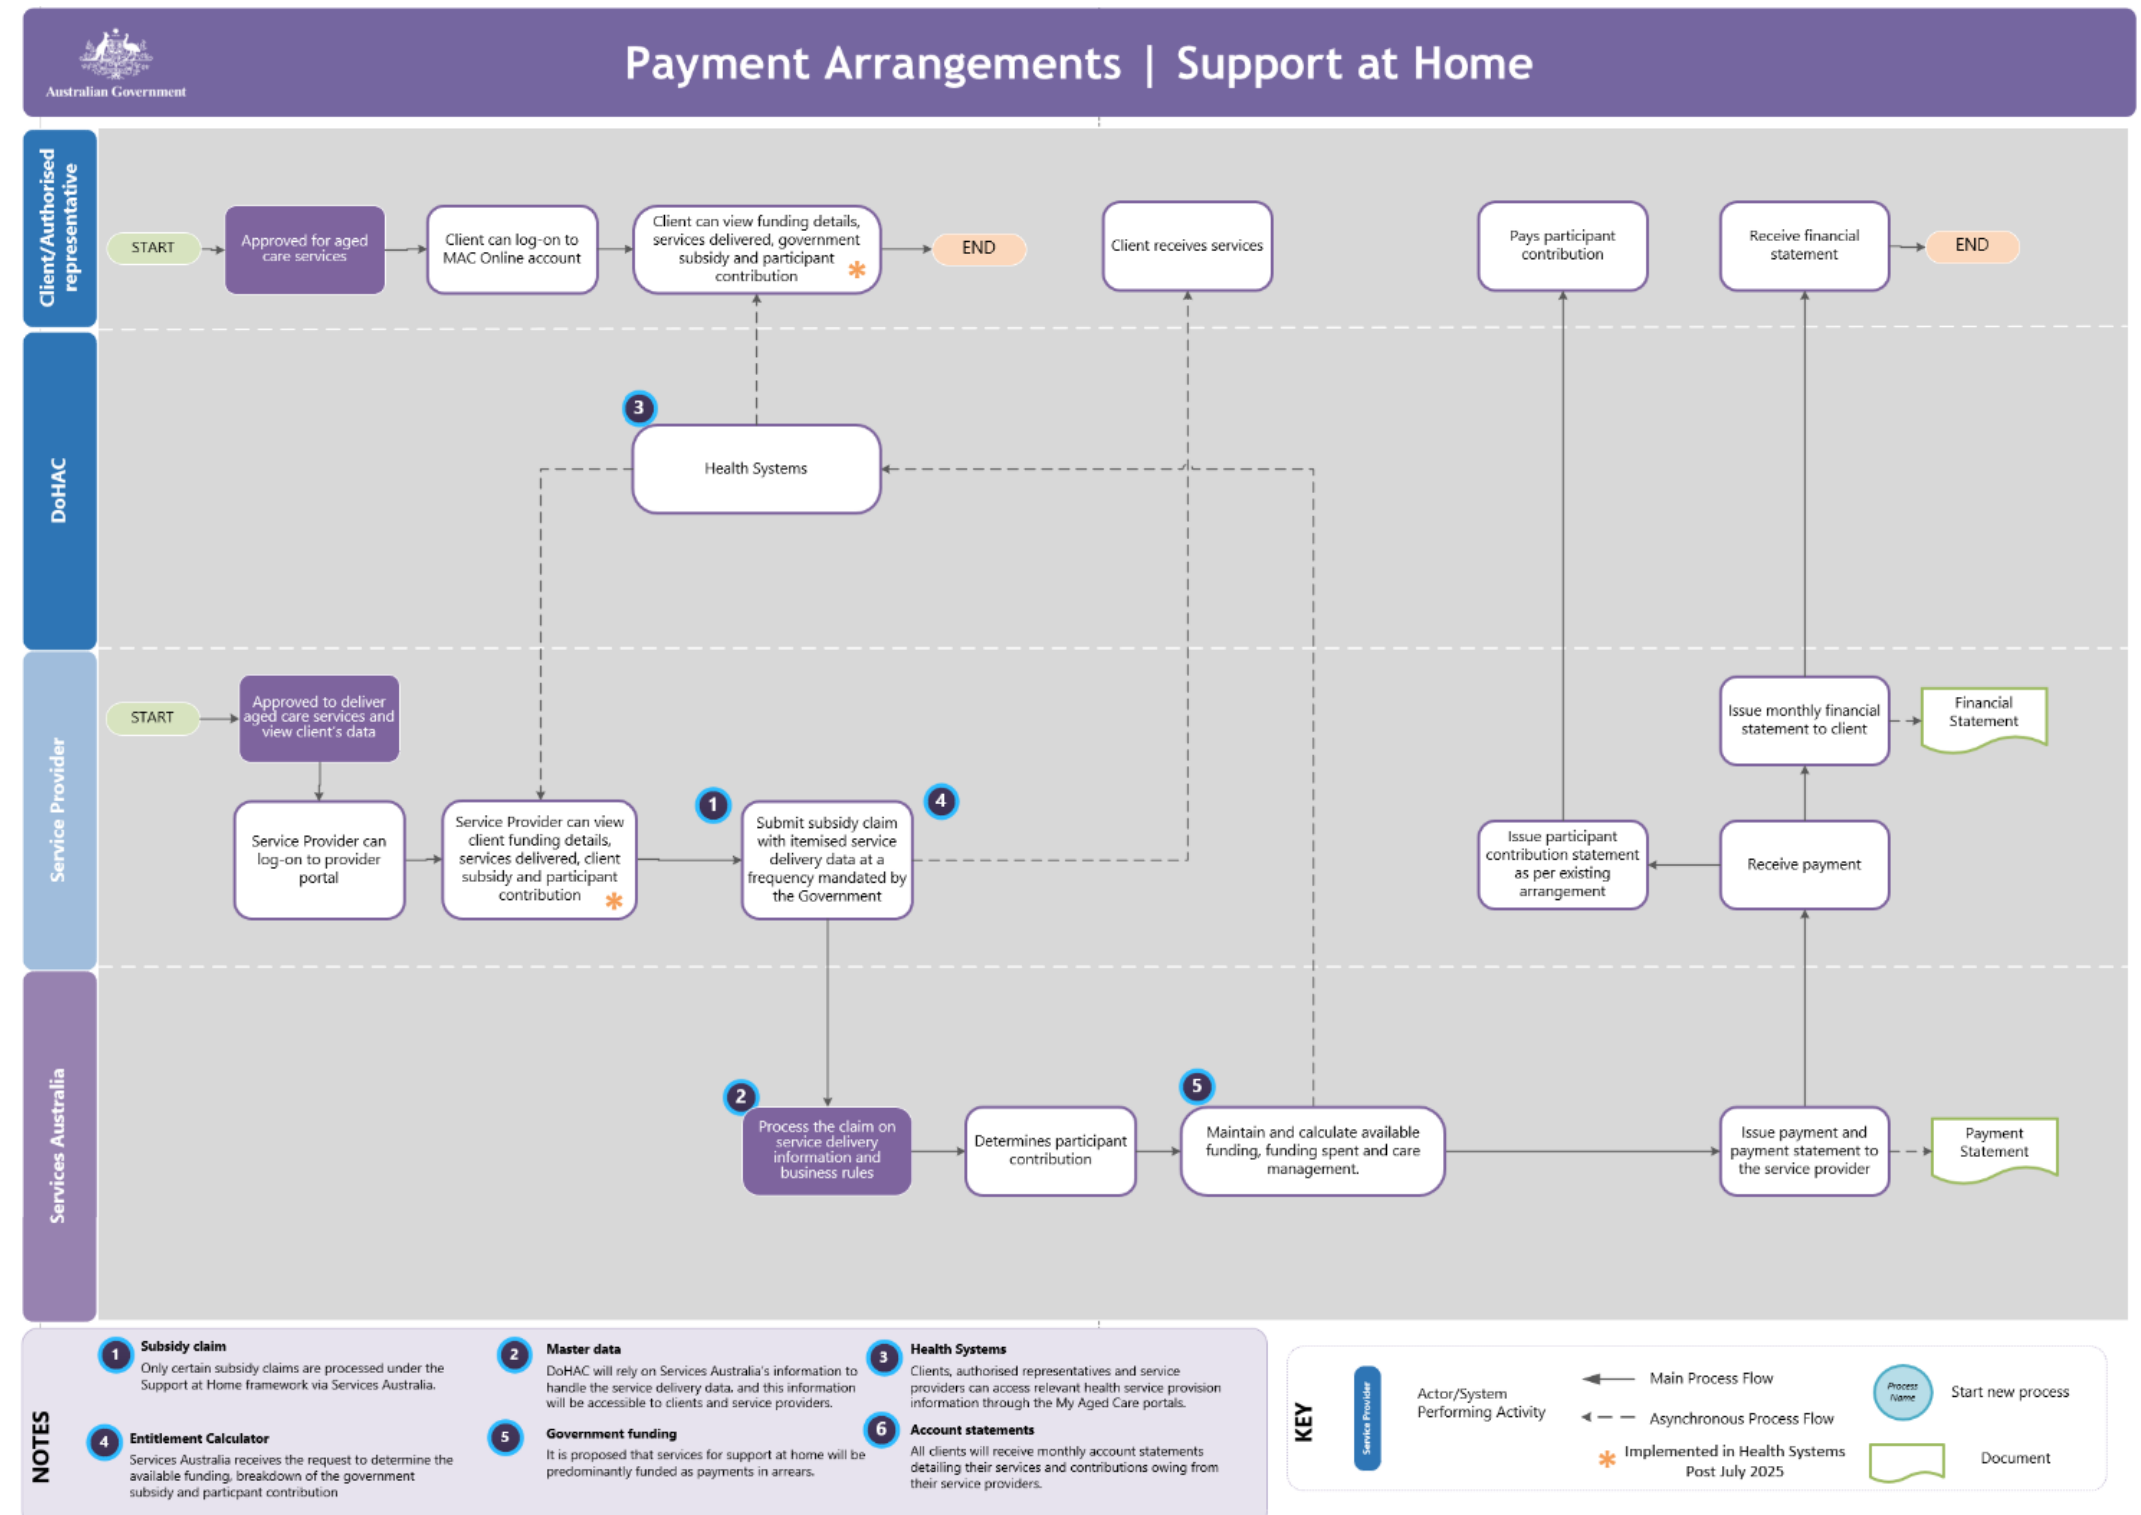 Australian Government
Payment Arrangements | Support at Home
Client/Authorised
representative
START
Approved for aged
care services
Client can log-on to
MAC Online account
Client can view funding details,
services delivered, government
subsidy and participant
contribution
END
Client receives services
Pays participant
contribution
Receive financial
statement
END
DoHAC
3
Health Systems
Service Provider
START
Approved to deliver
aged care services and
view client's data
Service Provider can
log-on to provider
portal
Service Provider can view
client funding details,
services delivered, client
subsidy and participant
contribution
1
Submit subsidy claim
with itemised service
delivery data at a
frequency mandated by
the Government
4
Issue participant
contribution statement
as per existing
arrangement
Receive payment
Issue monthly financial
statement to client
Financial
Statement
Services Australia
2
Process the claim on
service delivery
information and
business rules
Determines participant
contribution
5
Maintain and calculate available
funding, funding spent and care
management.
Issue payment and
payment statement to
the service provider
Payment
Statement
NOTES
1
Subsidy claim
Only certain subsidy claims are processed under the
Support at Home framework via Services Australia.
2
Master data
DoHAC will rely on Services Australia's information to
handle the service delivery data, and this information
will be accessible to clients and service providers.
3
Health Systems
Clients, authorised representatives and service
providers can access relevant health service provision
information through the My Aged Care portals.
4
Entitlement Calculator
Services Australia receives the request to determine the
available funding, breakdown of the government
subsidy and particpant contribution
5
Government funding
It is proposed that services for support at home will be
predominantly funded as payments in arrears.
6
Account statements
All clients will receive monthly account statements
detailing their services and contributions owing from
their service providers.
KEY
Service Provider
Actor/System
Performing Activity
Main Process Flow
Asynchronous Process Flow
Implemented in Health Systems
Post July 2025
Process
Name
Start new process
Document